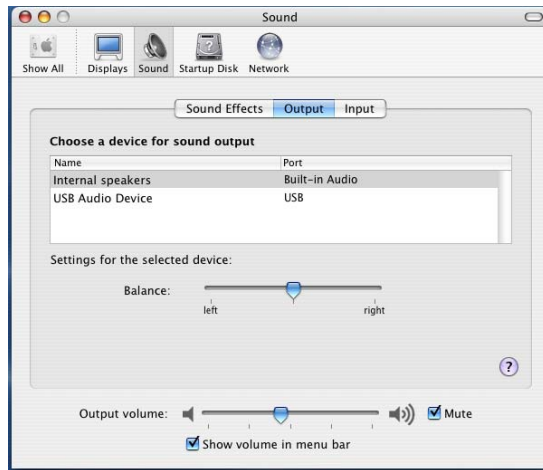 Sound
Show All Displays Sound Startup Disk Network
Sound Effects Output Input
Choose a device for sound output
Name Port
Internal speakers Built-in Audio
USB Audio Device USB
Settings for the selected device:
Balance:
left right
?
Output volume: Mute
Show volume in menu bar